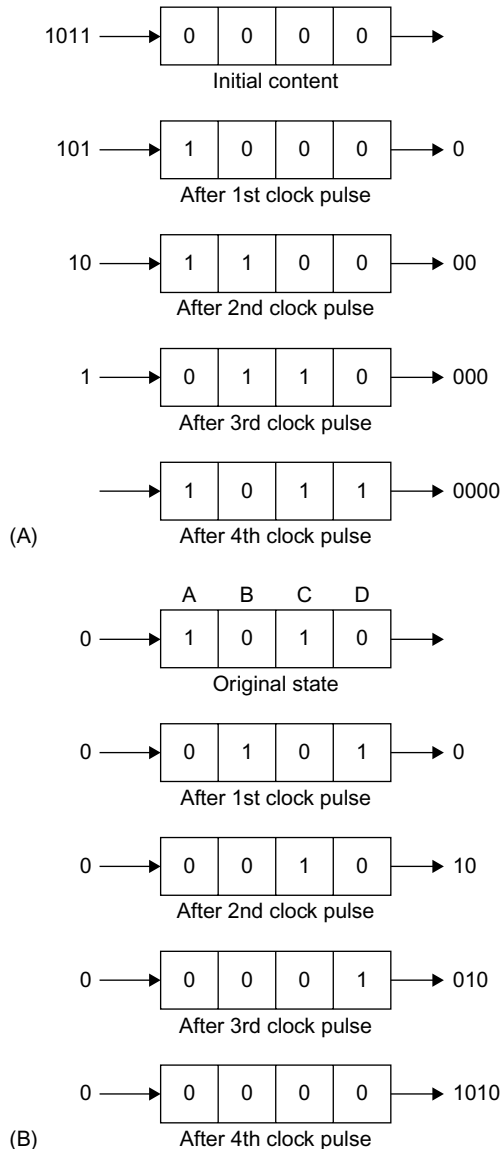 1011 0 0 0 0
Initial content
101 1 0 0 0 0
After 1st clock pulse
10 1 1 0 0 00
After 2nd clock pulse
1 0 1 1 0 000
After 3rd clock pulse
1 0 1 1 0000
(A) After 4th clock pulse
A B C D
0 1 0 1 0
Original state
0 0 1 0 1 0
After 1st clock pulse
0 0 0 1 0 10
After 2nd clock pulse
0 0 0 0 1 010
After 3rd clock pulse
0 0 0 0 0 1010
(B) After 4th clock pulse